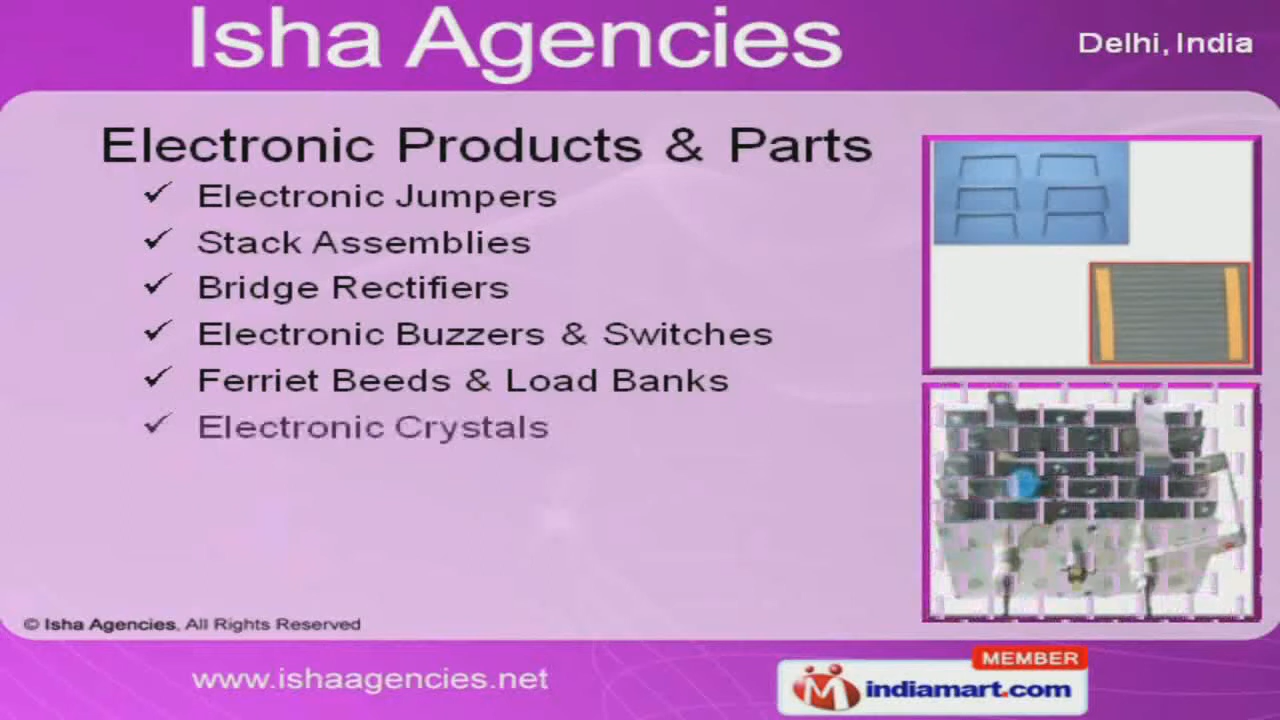 Isha Agencies
Delhi, India
Electronic Products & Parts
✓ Electronic Jumpers
✓ Stack Assemblies
✓ Bridge Rectifiers
✓ Electronic Buzzers & Switches
✓ Ferriet Beeds & Load Banks
✓ Electronic Crystals
© Isha Agencies, All Rights Reserved
www.ishaagencies.net
MEMBER
indiamart.com